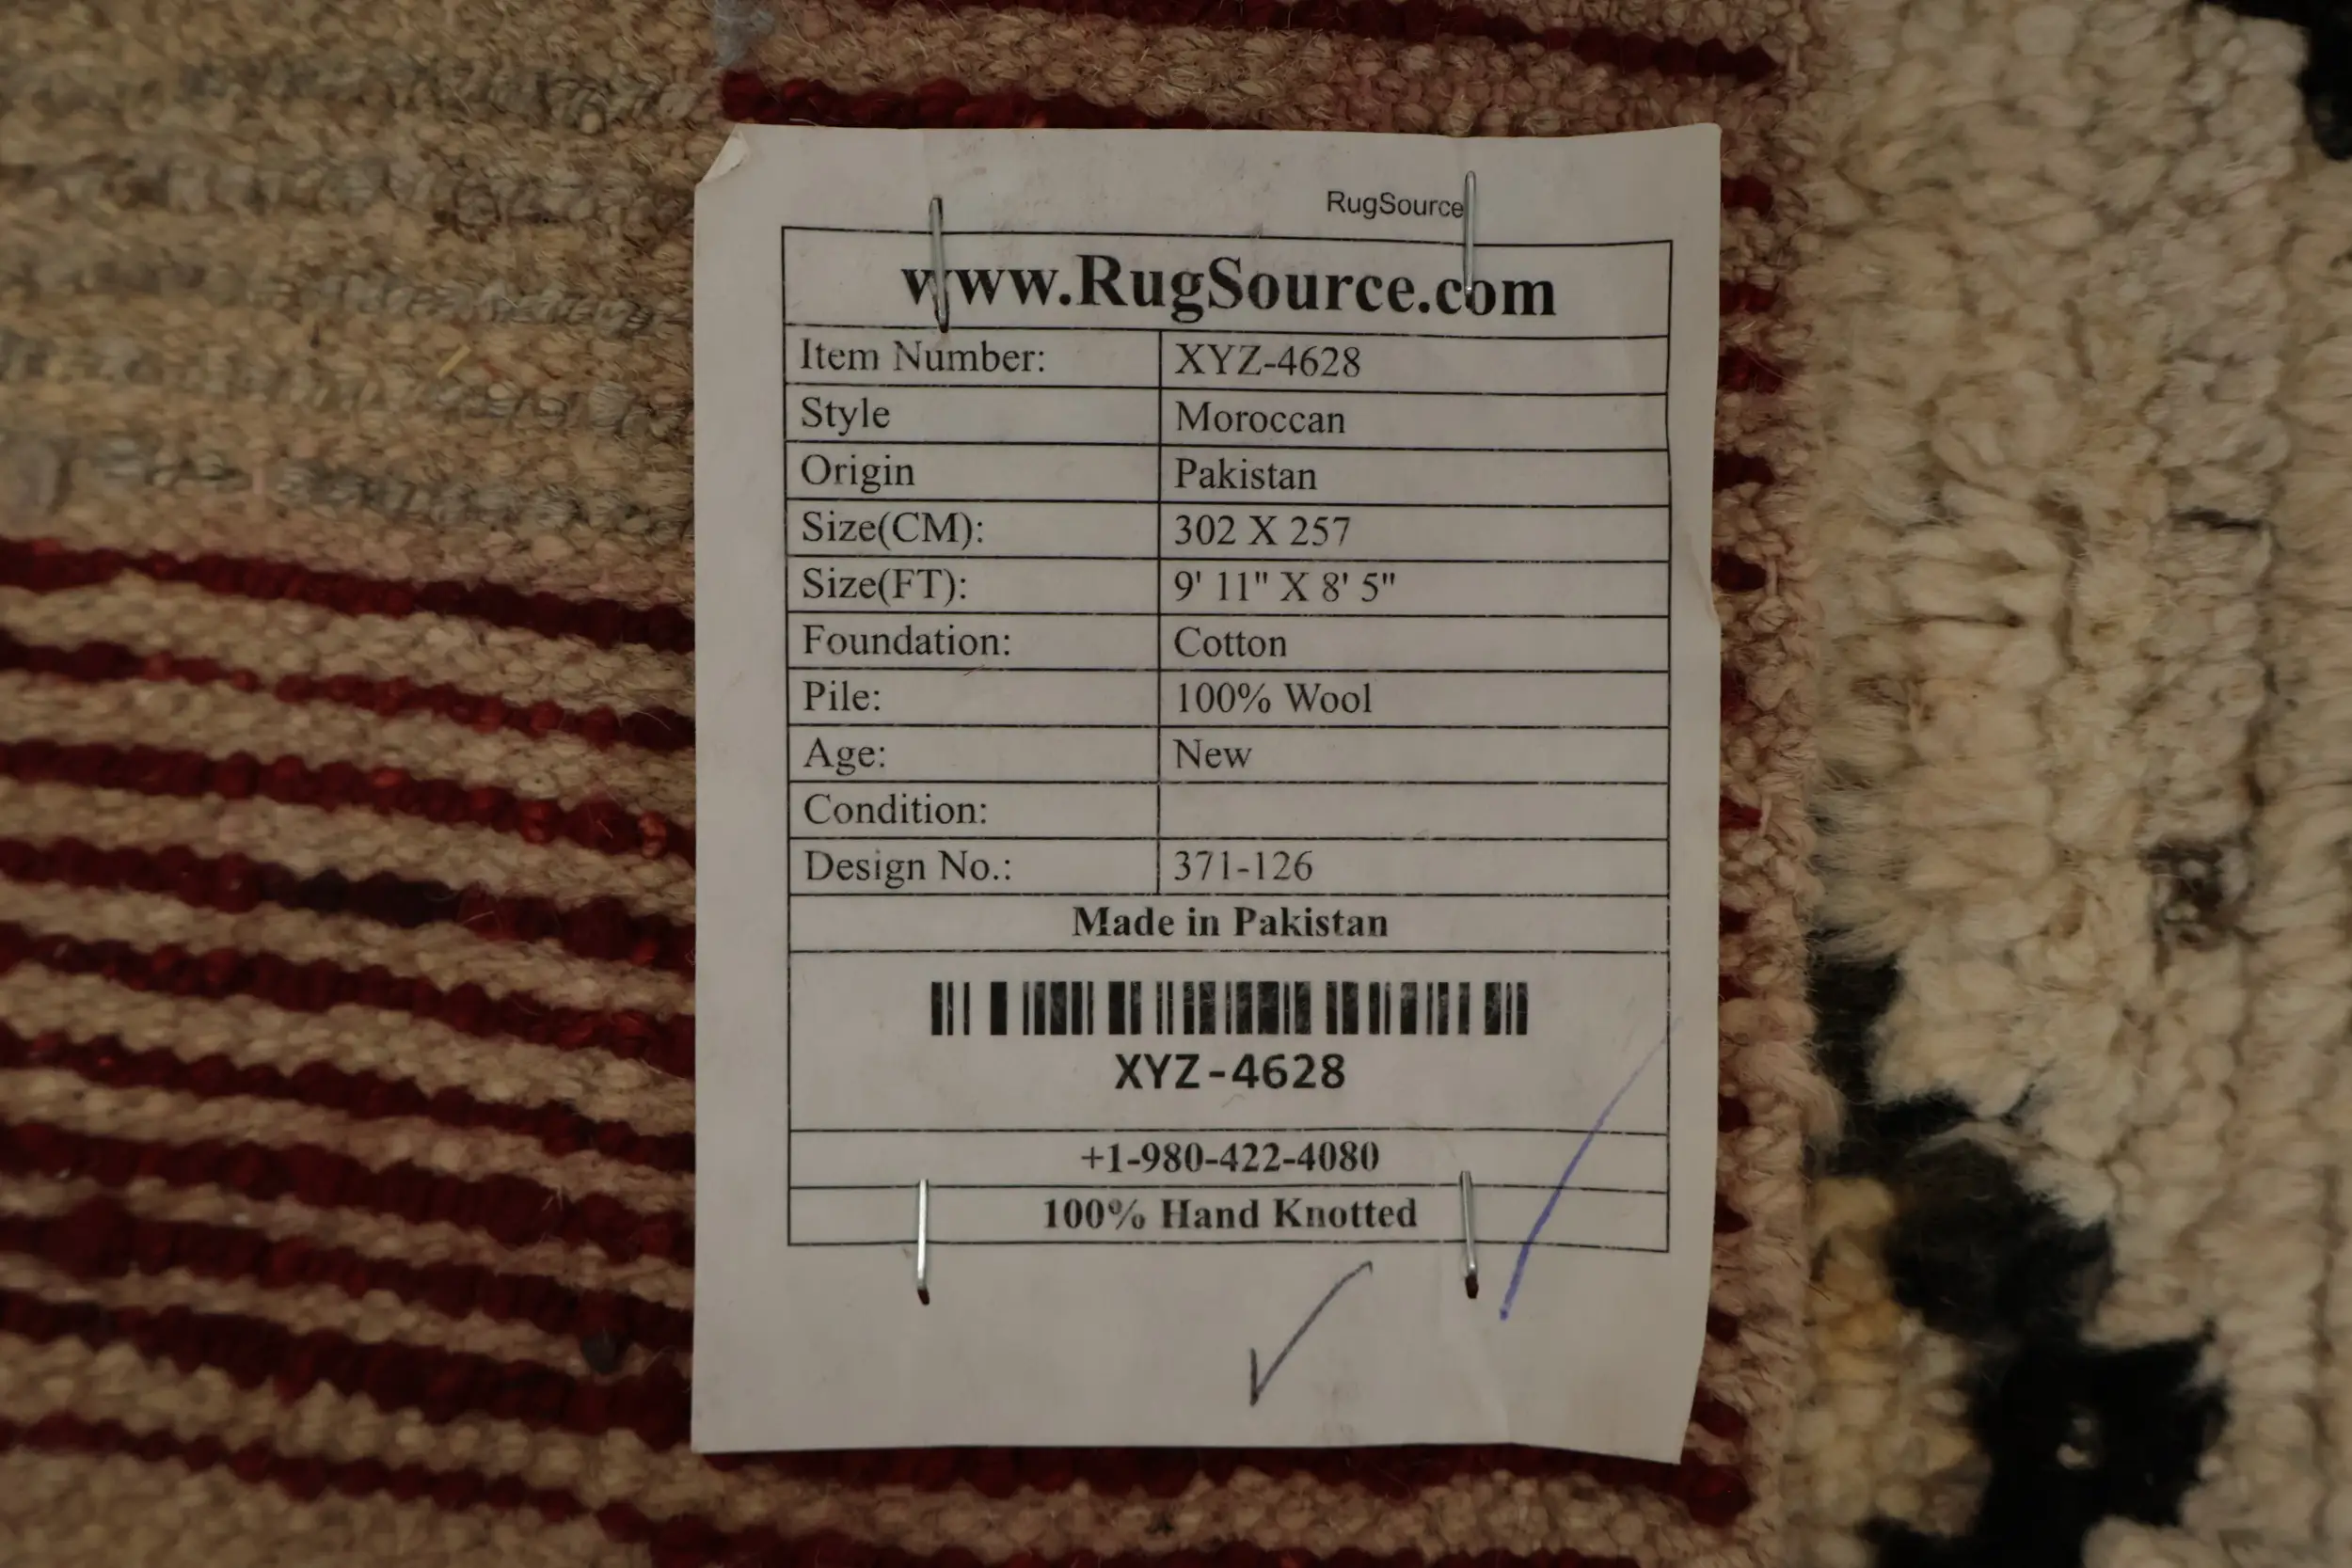 RugSource
www.RugSource.com
Item Number: XYZ-4628
Style Moroccan
Origin Pakistan
Size(CM): 302 X 257
Size(FT): 9' 11" X 8' 5"
Foundation: Cotton
Pile: 100% Wool
Age: New
Condition:
Design No.: 371-126
Made in Pakistan
XYZ-4628
+1-980-422-4080
100% Hand Knotted